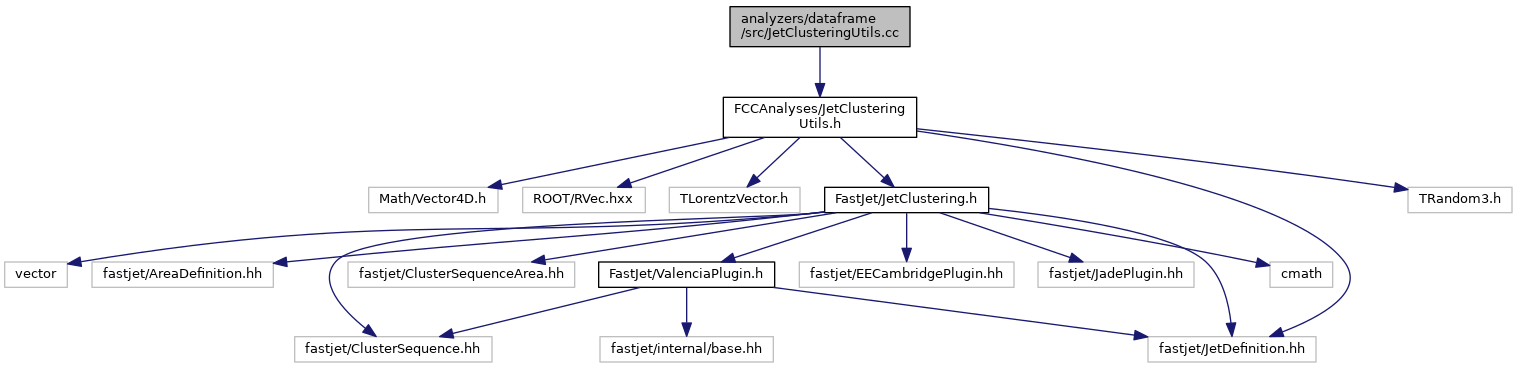 analyzers/dataframe
/src/JetClusteringUtils.cc
FCCAnalyses/JetClustering
Utils.h
Math/Vector4D.h
ROOT/RVec.hxx
TLorentzVector.h
FastJet/JetClustering.h
TRandom3.h
vector
fastjet/AreaDefinition.hh
fastjet/ClusterSequenceArea.hh
FastJet/ValenciaPlugin.h
fastjet/EECambridgePlugin.hh
fastjet/JadePlugin.hh
cmath
fastjet/ClusterSequence.hh
fastjet/internal/base.hh
fastjet/JetDefinition.hh